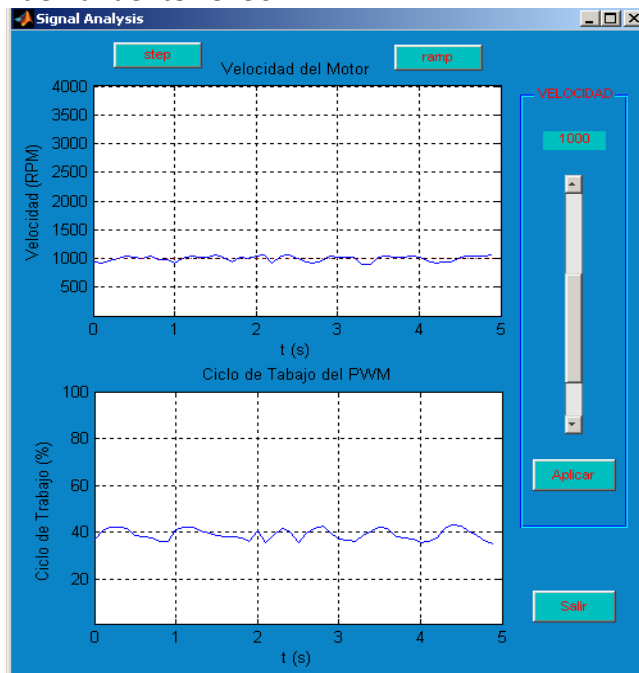 Signal Analysis
step
ramp
Velocidad del Motor
Velocidad (RPM)
4000
3500
3000
2500
2000
1500
1000
500
0 1 2 3 4 5
t (s)
Ciclo de Tabajo del PWM
Ciclo de Trabajo (%)
100
80
60
40
20
0 1 2 3 4 5
t (s)
VELOCIDAD
1000
Aplicar
Salir